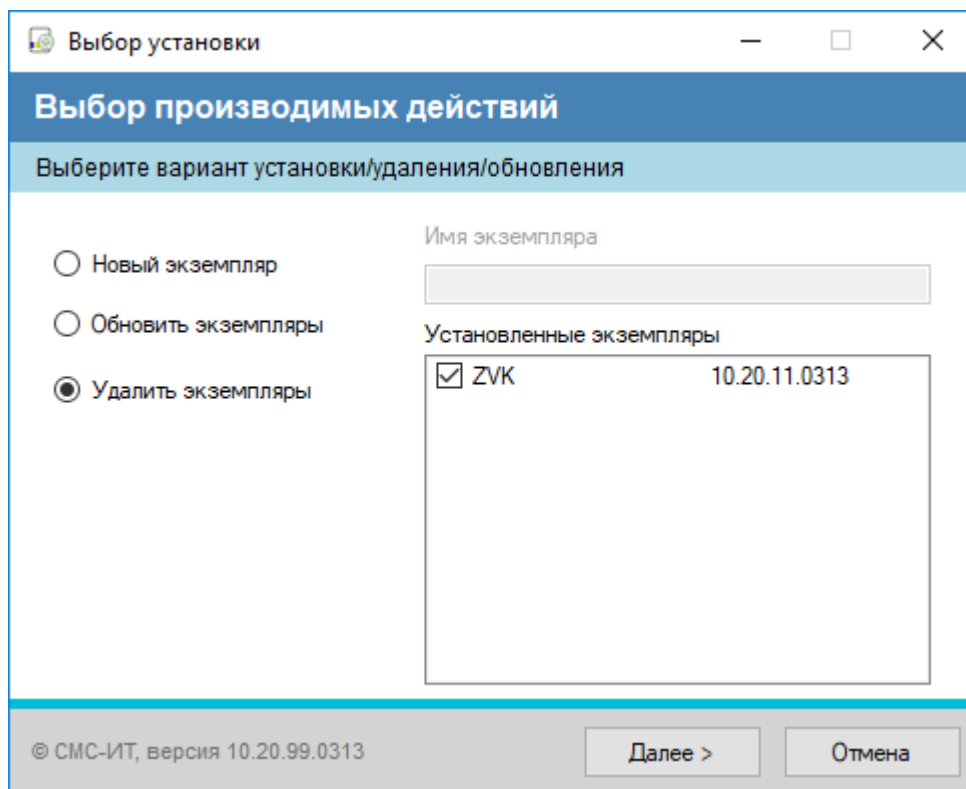 Выбор установки
Выбор производимых действий
Выберите вариант установки/удаления/обновления
Новый экземпляр
Обновить экземпляры
Удалить экземпляры
Имя экземпляра
Установленные экземпляры
ZVK 10.20.11.0313
© СМС-ИТ, версия 10.20.99.0313
Далее >
Отмена